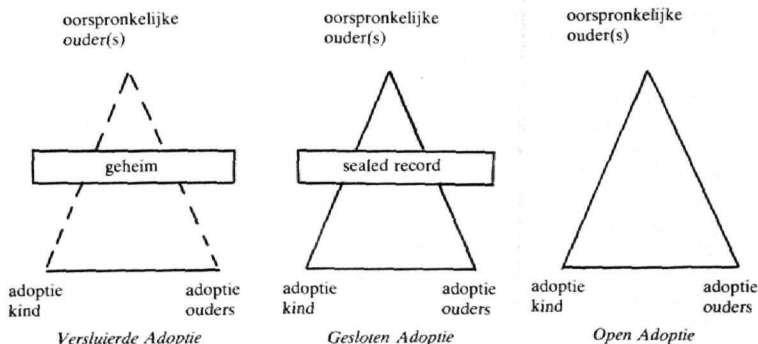 oorspronkelijke
ouder(s)
geheim
adoptie
kind
adoptie
ouders
Versluierde Adoptie
oorspronkelijke
ouder(s)
sealed record
adoptie
kind
adoptie
ouders
Gesloten Adoptie
oorspronkelijke
ouder(s)
adoptie
kind
adoptie
ouders
Open Adoptie